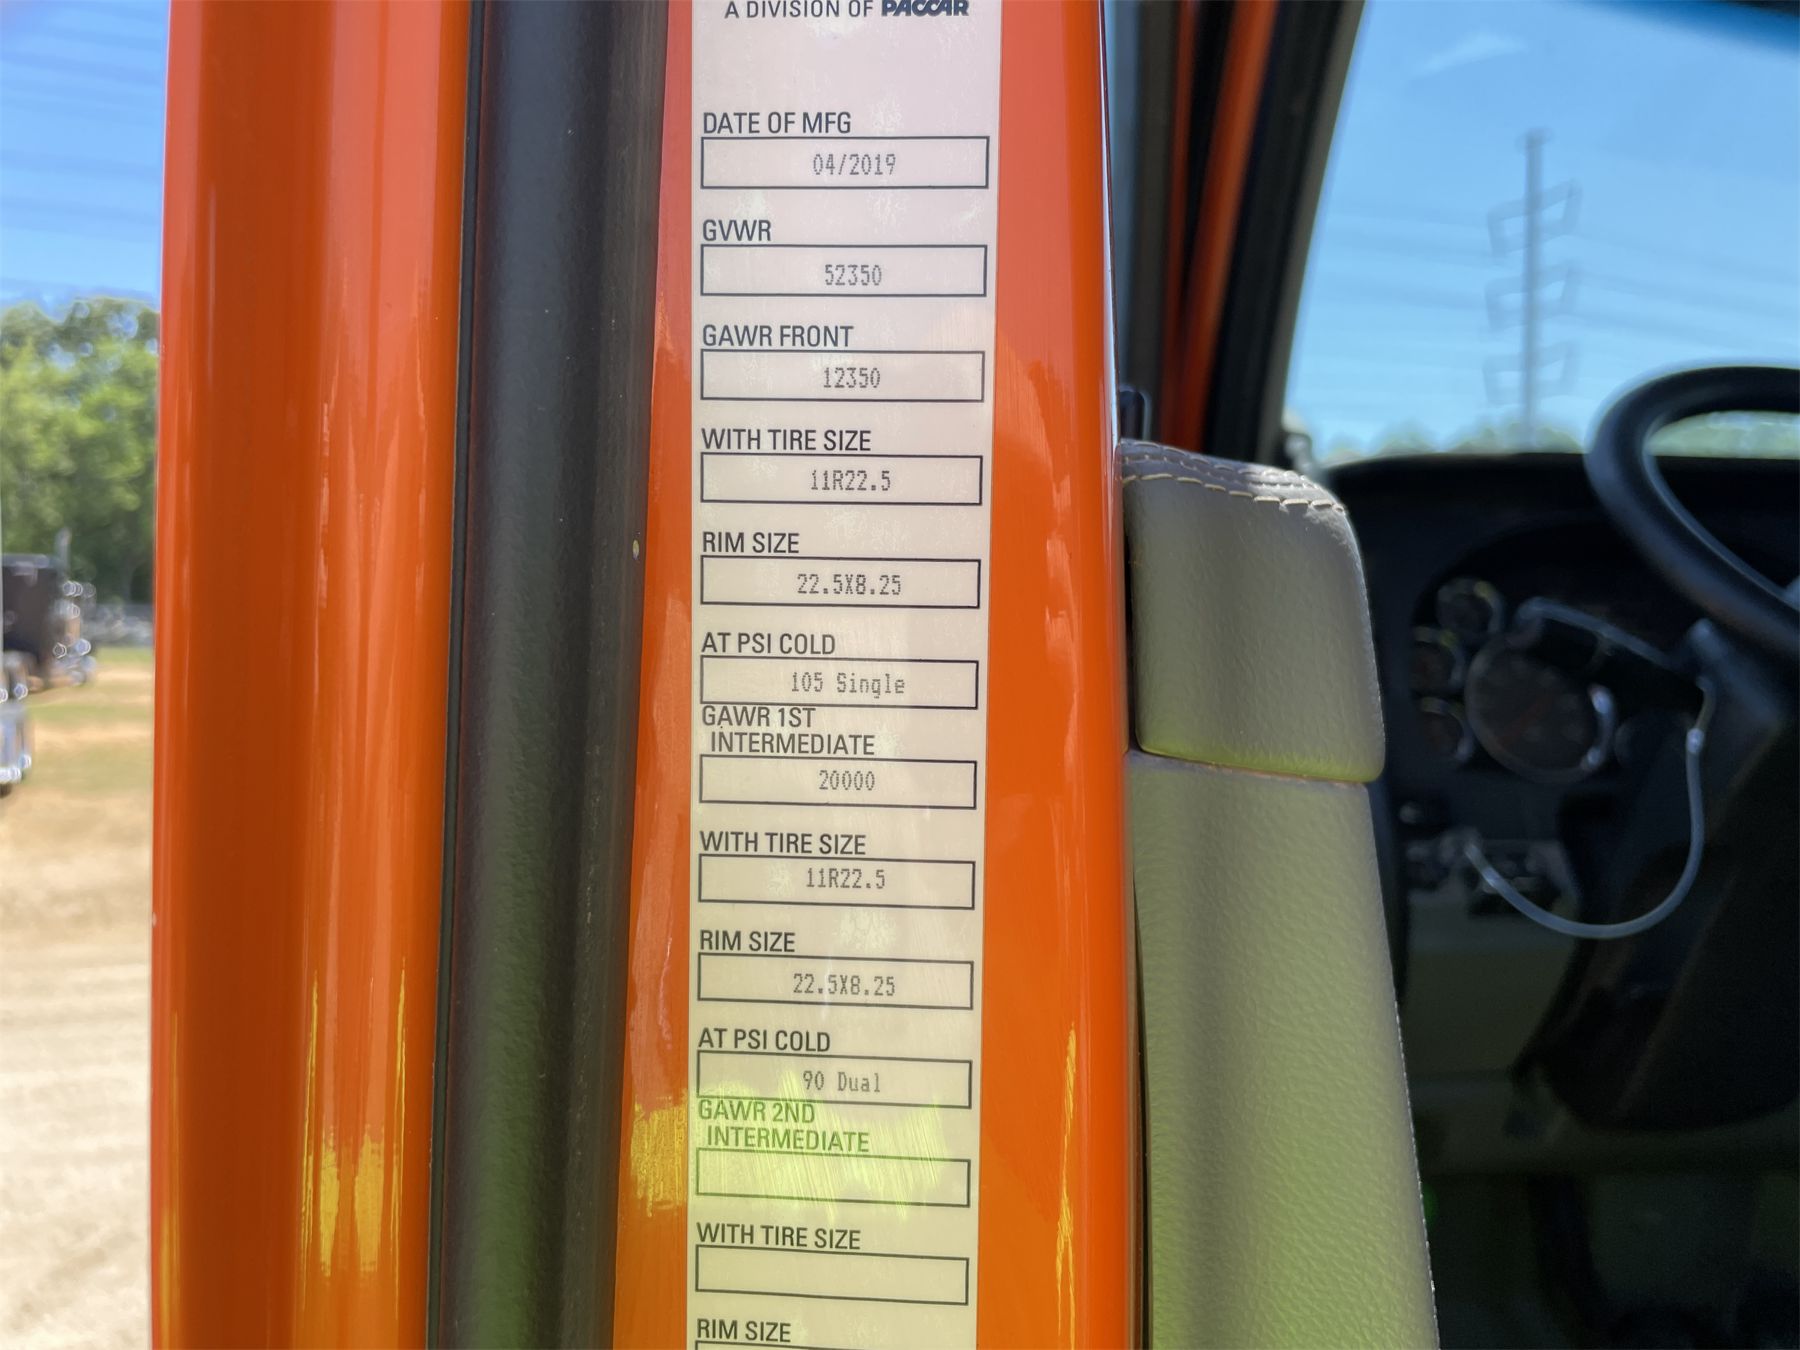 A DIVISION OF PACCAR
DATE OF MFG
04/2019
GVWR
52350
GAWR FRONT
12350
WITH TIRE SIZE
11R22.5
RIM SIZE
22.5X8.25
AT PSI COLD
105 Single
GAWR 1ST
INTERMEDIATE
20000
WITH TIRE SIZE
11R22.5
RIM SIZE
22.5X8.25
AT PSI COLD
90 Dual
GAWR 2ND
INTERMEDIATE
WITH TIRE SIZE
RIM SIZE